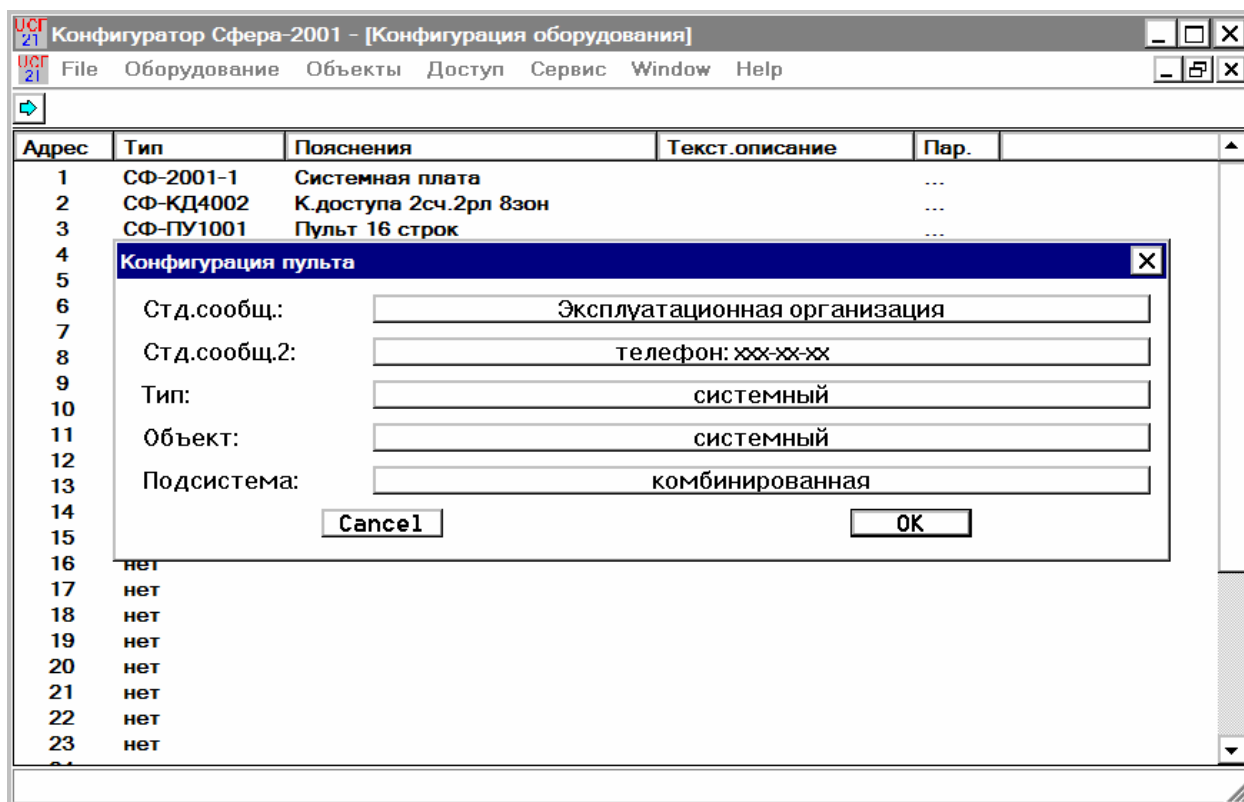 УСГ 21 Конфигуратор Сфера-2001 - [Конфигурация оборудования]
УСГ 21 File Оборудование Объекты Доступ Сервис Window Help
Адрес Тип Пояснения Текст.описание Пар.
1 СФ-2001-1 Системная плата ...
2 СФ-КД4002 К.доступа 2сч.2рл 8зон ...
3 СФ-ПУ1001 Пульт 16 строк ...
4
Конфигурация пульта
5
6 Стд.сообщ.: Эксплуатационная организация
7
8 Стд.сообщ.2: телефон: xxx-xx-xx
9
Тип: системный
10
11 Объект: системный
12
13 Подсистема: комбинированная
14 Cancel OK
15
16 нет
17 нет
18 нет
19 нет
20 нет
21 нет
22 нет
23 нет